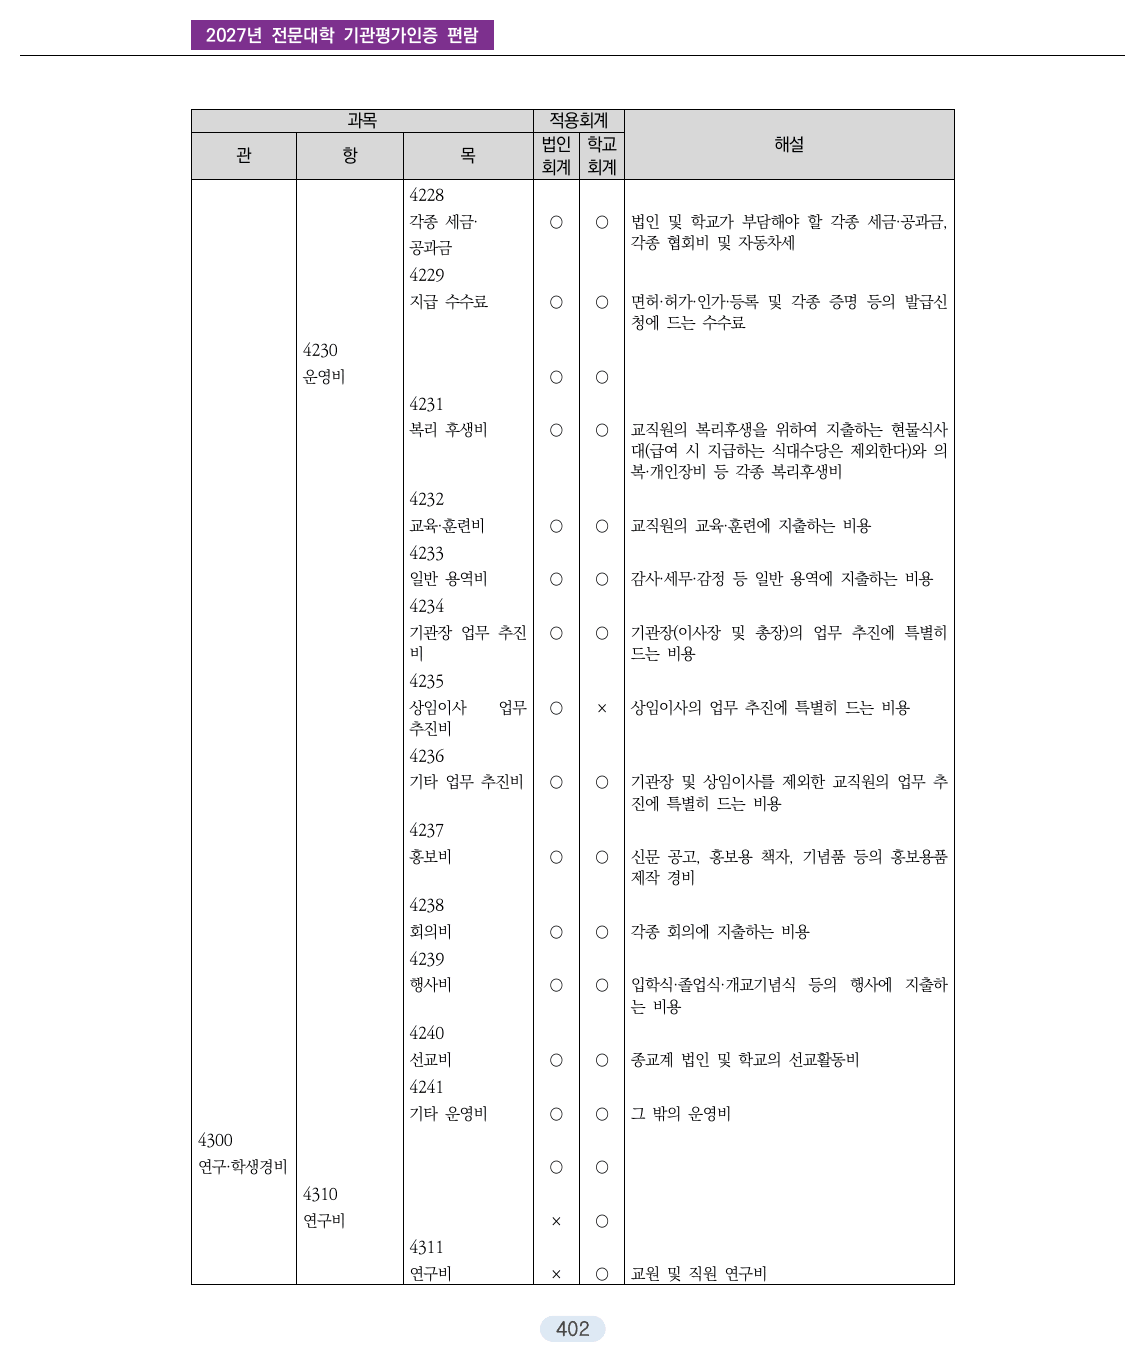 2027년 전문대학 기관평가인증 편람
과목 적용회계 해설
관 항 목 법인 학교
회계 회계
4228
각종 세금· ○ ○ 법인 및 학교가 부담해야 할 각종 세금·공과금,
공과금 각종 협회비 및 자동차세
4229
지급 수수료 ○ ○ 면허·허가·인가·등록 및 각종 증명 등의 발급신
청에 드는 수수료
4230
운영비 ○ ○
4231
복리 후생비 ○ ○ 교직원의 복리후생을 위하여 지출하는 현물식사
대(급여 시 지급하는 식대수당은 제외한다)와 의
복·개인장비 등 각종 복리후생비
4232
교육·훈련비 ○ ○ 교직원의 교육·훈련에 지출하는 비용
4233
일반 용역비 ○ ○ 감사·세무·감정 등 일반 용역에 지출하는 비용
4234
기관장 업무 추진 ○ ○ 기관장(이사장 및 총장)의 업무 추진에 특별히
비 드는 비용
4235
상임이사 업무 ○ × 상임이사의 업무 추진에 특별히 드는 비용
추진비
4236
기타 업무 추진비 ○ ○ 기관장 및 상임이사를 제외한 교직원의 업무 추
진에 특별히 드는 비용
4237
홍보비 ○ ○ 신문 공고, 홍보용 책자, 기념품 등의 홍보용품
제작 경비
4238
회의비 ○ ○ 각종 회의에 지출하는 비용
4239
행사비 ○ ○ 입학식·졸업식·개교기념식 등의 행사에 지출하
는 비용
4240
선교비 ○ ○ 종교계 법인 및 학교의 선교활동비
4241
기타 운영비 ○ ○ 그 밖의 운영비
4300
연구·학생경비 ○ ○
4310
연구비 × ○
4311
연구비 × ○ 교원 및 직원 연구비
402